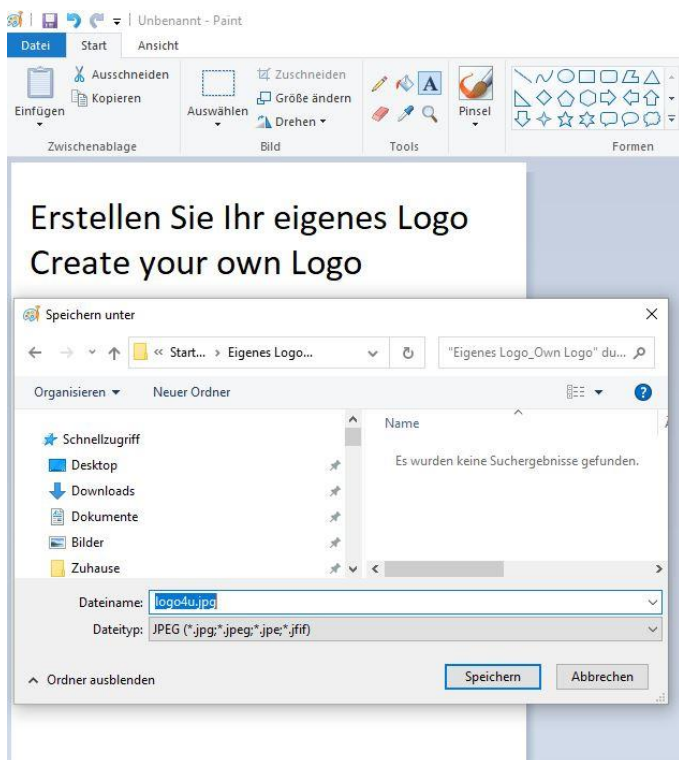 Unbenannt - Paint
Datei Start Ansicht
Einfügen
Ausschneiden
Kopieren
Zwischenablage
Auswählen
Zuschneiden
Größe ändern
Drehen
Bild
A
Tools
Pinsel
Formen
Erstellen Sie Ihr eigenes Logo
Create your own Logo
Speichern unter
« Start... › Eigenes Logo...
"Eigenes Logo_Own Logo" du...
Organisieren Neuer Ordner
?
Schnellzugriff
Desktop
Downloads
Dokumente
Bilder
Zuhause
Name
Es wurden keine Suchergebnisse gefunden.
Dateiname: logo4u.jpg
Dateityp: JPEG (*.jpg;*.jpeg;*.jpe;*.jfif)
Ordner ausblenden
Speichern Abbrechen